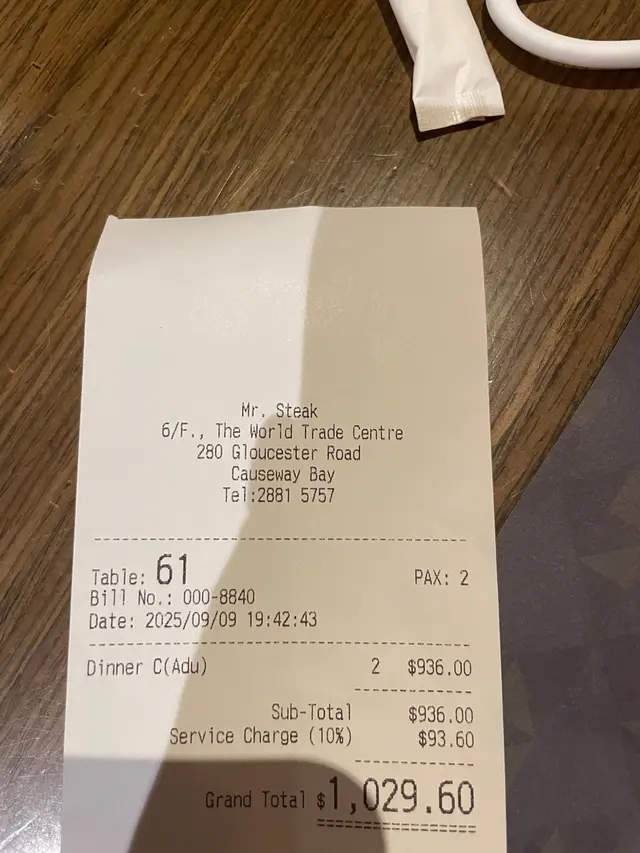 Mr. Steak
6/F., The World Trade Centre
280 Gloucester Road
Causeway Bay
Tel:2881 5757
Table: 61 PAX: 2
Bill No.: 000-8840
Date: 2025/09/09 19:42:43
Dinner C(Adu) 2 $936.00
Sub-Total $936.00
Service Charge (10%) $93.60
Grand Total $1,029.60